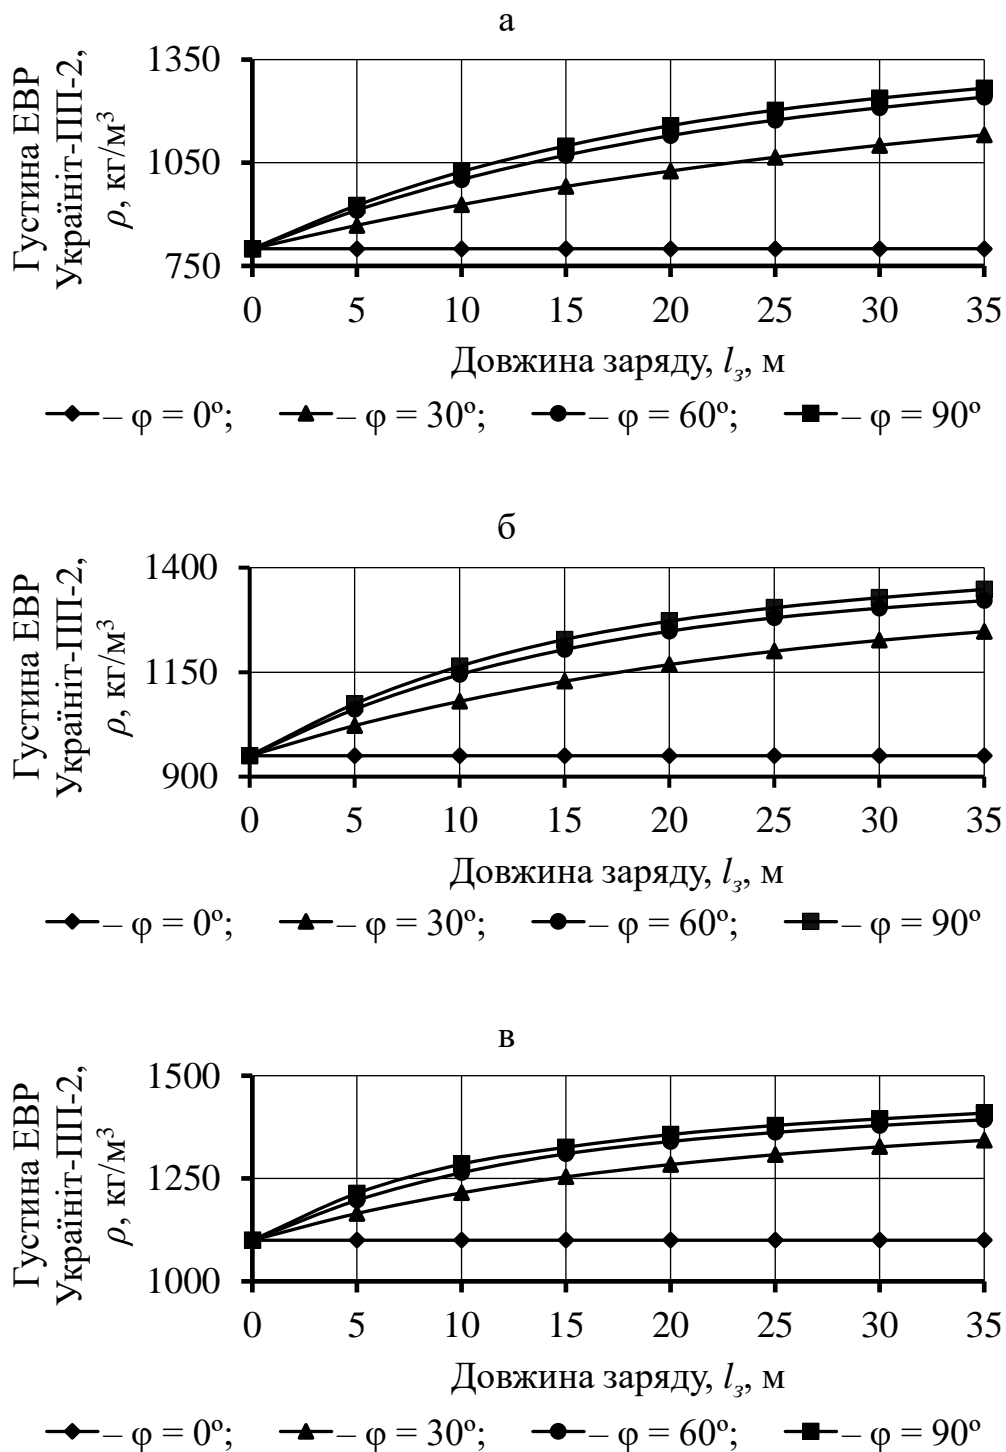 а
Густина ЕВР
Українiт-ПП-2,
ρ, кг/м³
1350
1050
750
0 5 10 15 20 25 30 35
Довжина заряду, lз, м
– φ = 0º; – φ = 30º; – φ = 60º; – φ = 90º
б
Густина ЕВР
Українiт-ПП-2,
ρ, кг/м³
1400
1150
900
0 5 10 15 20 25 30 35
Довжина заряду, lз, м
– φ = 0º; – φ = 30º; – φ = 60º; – φ = 90º
в
Густина ЕВР
Українiт-ПП-2,
ρ, кг/м³
1500
1250
1000
0 5 10 15 20 25 30 35
Довжина заряду, lз, м
– φ = 0º; – φ = 30º; – φ = 60º; – φ = 90º